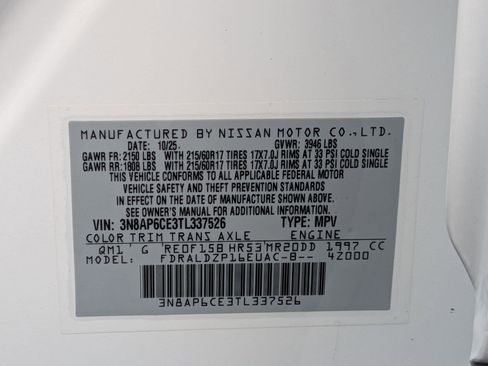 MANUFACTURED BY NISSAN MOTOR CO., LTD.
DATE: 10/25 GVWR: 3946 LBS
GAWR FR: 2150 LBS WITH 215/60R17 TIRES 17X7.0J RIMS AT 33 PSI COLD SINGLE
GAWR RR: 1808 LBS WITH 215/60R17 TIRES 17X7.0J RIMS AT 33 PSI COLD SINGLE
THIS VEHICLE CONFORMS TO ALL APPLICABLE FEDERAL MOTOR
VEHICLE SAFETY AND THEFT PREVENTION STANDARDS
IN EFFECT ON THE DATE OF MANUFACTURE SHOWN ABOVE.
SEE OWNER'S MANUAL FOR ADDITIONAL INFORMATION
VIN: 3N8AP6CE3TL337526 TYPE: MPV
COLOR TRIM TRANS AXLE ENGINE
QM1 G RE0F15B HR53 MR20DD 1997 CC
MODEL: FDRALDZP16EUAC-B-- 4Z000
3N8AP6CE3TL337526